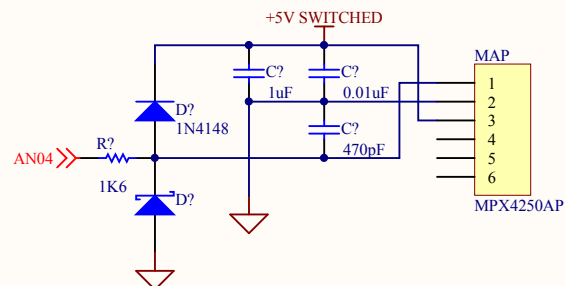 +5V SWITCHED
MAP
C?
C?
1
1uF
0.01uF
2
D?
3
1N4148
C?
4
R?
470pF
5
AN04
6
1K6
D?
MPX4250AP